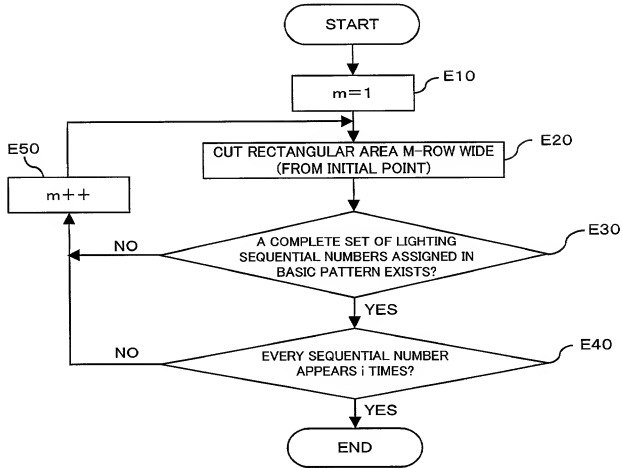 START
E10
m=1
E50
E20
CUT RECTANGULAR AREA M-ROW WIDE
(FROM INITIAL POINT)
m++
E30
NO
A COMPLETE SET OF LIGHTING
SEQUENTIAL NUMBERS ASSIGNED IN
BASIC PATTERN EXISTS?
YES
E40
NO
EVERY SEQUENTIAL NUMBER
APPEARS i TIMES?
YES
END